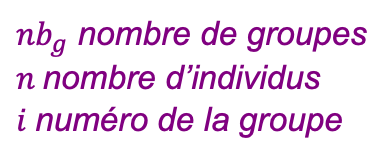 nb_g nombre de groupes
n nombre d’individus
i numéro de la groupe